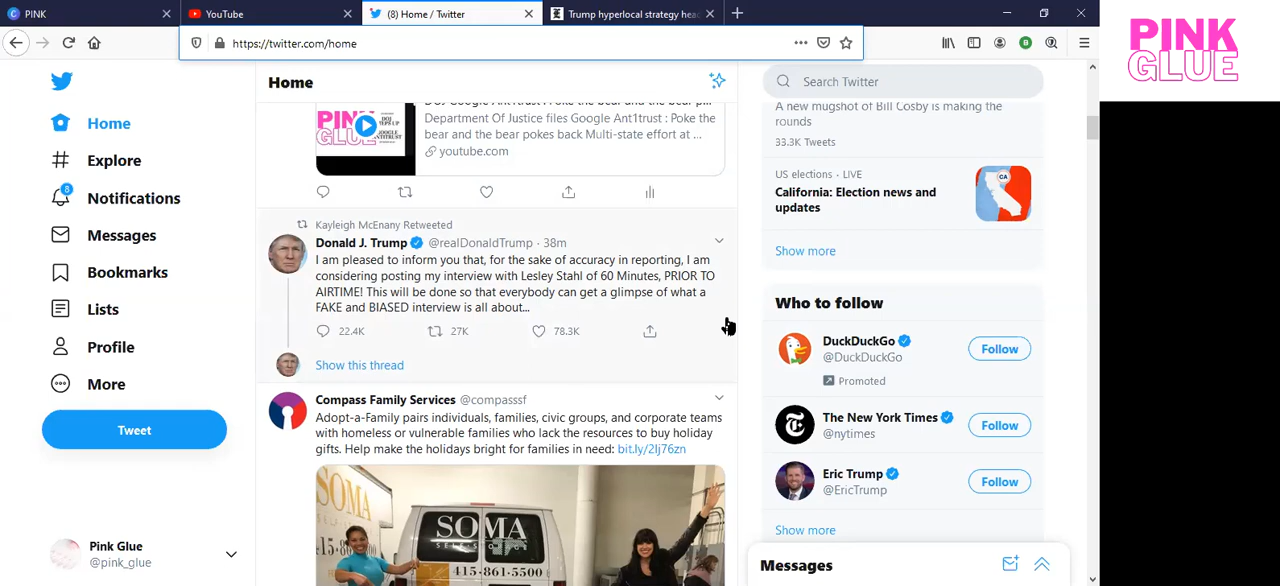 PINK
YouTube
(8) Home / Twitter
Trump hyperlocal strategy hea
https://twitter.com/home
PINK
GLUE
Home
Explore
8
Notifications
Messages
Bookmarks
Lists
Profile
More
Tweet
Pink Glue
@pink_glue
Home
Department Of Justice files Google Ant1trust : Poke the
bear and the bear pokes back Multi-state effort at ...
youtube.com
Kayleigh McEnany Retweeted
Donald J. Trump @realDonaldTrump · 38m
I am pleased to inform you that, for the sake of accuracy in reporting, I am
considering posting my interview with Lesley Stahl of 60 Minutes, PRIOR TO
AIRTIME! This will be done so that everybody can get a glimpse of what a
FAKE and BIASED interview is all about...
22.4K 27K 78.3K
Show this thread
Compass Family Services @compasssf
Adopt-a-Family pairs individuals, families, civic groups, and corporate teams
with homeless or vulnerable families who lack the resources to buy holiday
gifts. Help make the holidays bright for families in need: bit.ly/2Ij76zn
SOMA
SOMA
415-861-5500
Search Twitter
A new mugshot of Bill Cosby is making the
rounds
33.3K Tweets
US elections · LIVE
California: Election news and
updates
CA
Show more
Who to follow
DuckDuckGo
@DuckDuckGo
Follow
Promoted
The New York Times
@nytimes
Follow
Eric Trump
@EricTrump
Follow
Show more
Messages